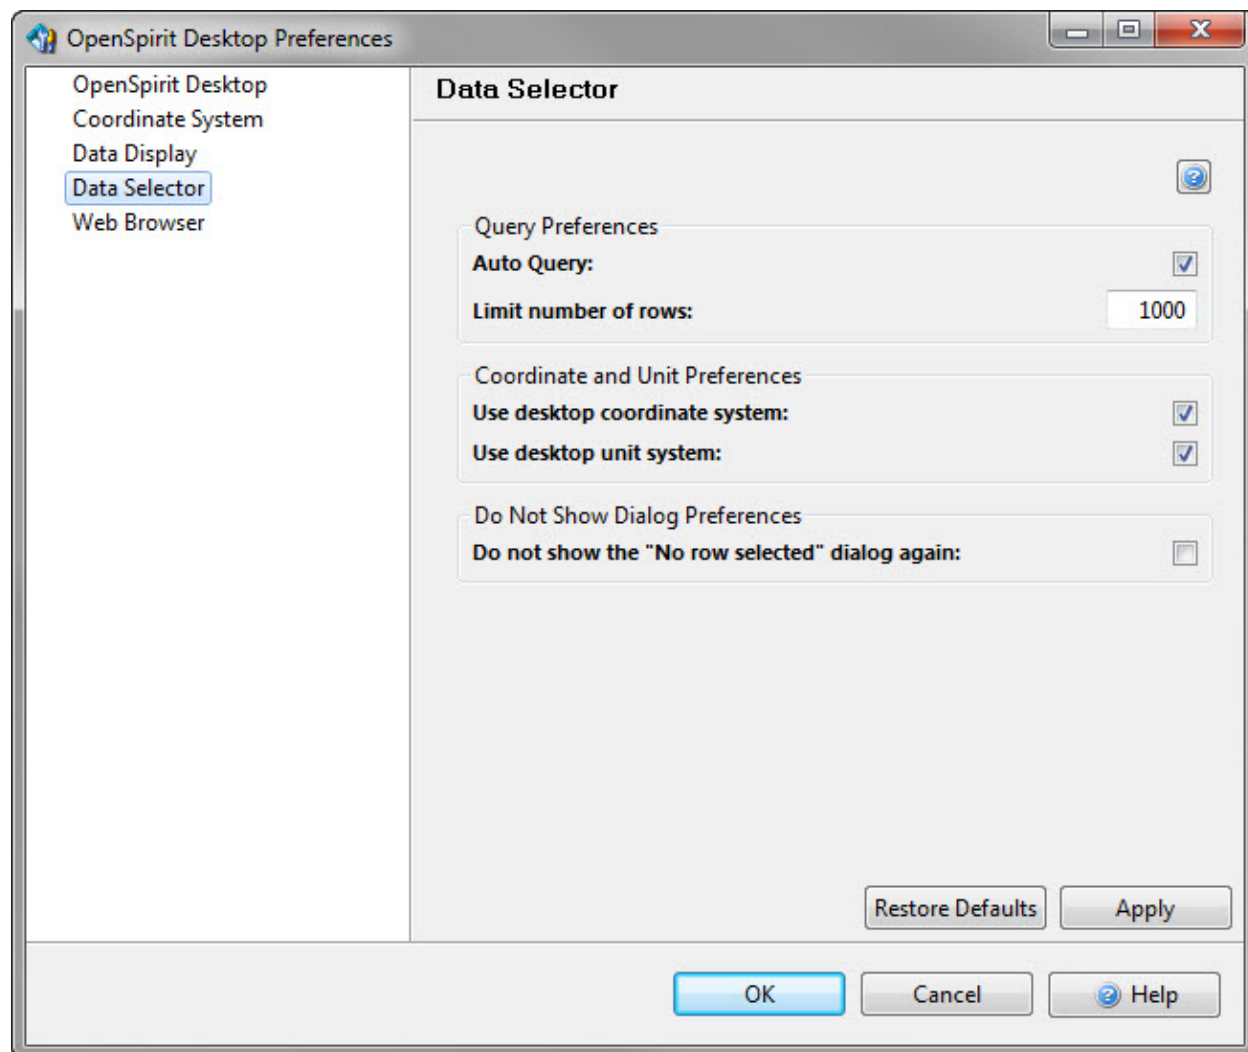 OpenSpirit Desktop Preferences
OpenSpirit Desktop
Coordinate System
Data Display
Data Selector
Web Browser
Data Selector
Query Preferences
Auto Query:
Limit number of rows: 1000
Coordinate and Unit Preferences
Use desktop coordinate system:
Use desktop unit system:
Do Not Show Dialog Preferences
Do not show the "No row selected" dialog again:
Restore Defaults Apply
OK Cancel Help